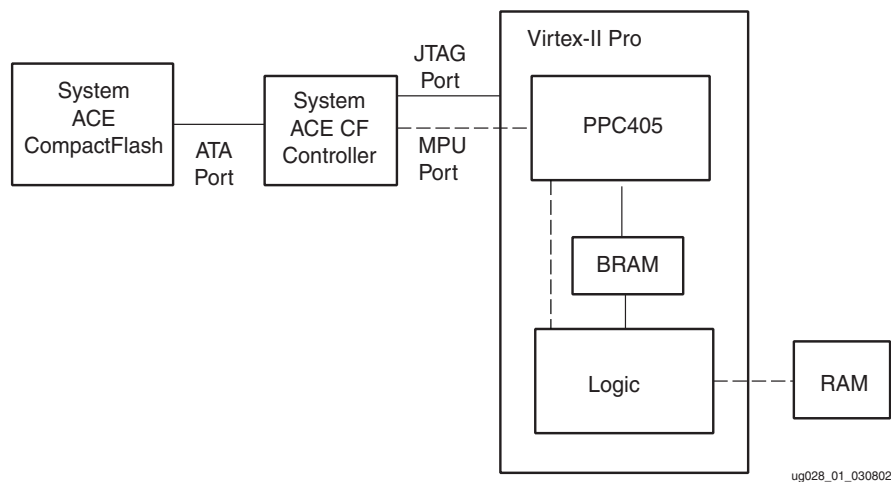 Virtex-II Pro
System
ACE
CompactFlash
ATA
Port
System
ACE CF
Controller
JTAG
Port
MPU
Port
PPC405
BRAM
Logic
RAM
ug028_01_030802